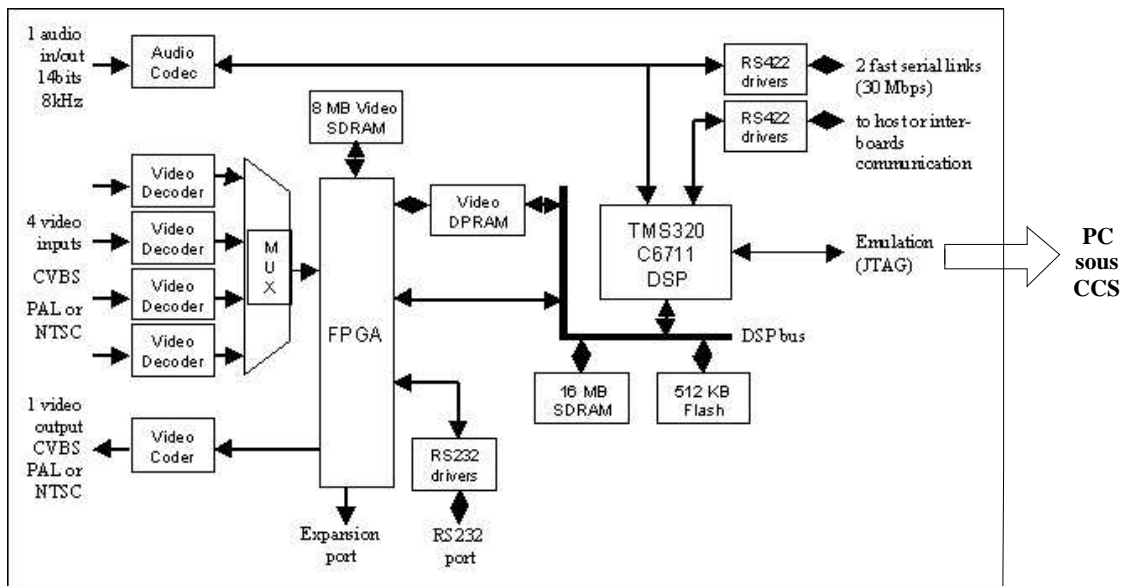 1 audio
in/out
14bits
8kHz
Audio
Codec
RS422
drivers
2 fast serial links
(30 Mbps)
RS422
drivers
to host or inter-
boards
communication
8 MB Video
SDRAM
Video
Decoder
Video
Decoder
Video
Decoder
Video
Decoder
4 video
inputs
CVBS
PAL or
NTSC
M
U
X
FPGA
Video
DPRAM
TMS320
C6711
DSP
Emulation
(JTAG)
PC
sous
CCS
DSP bus
16 MB
SDRAM
512 KB
Flash
1 video
output
CVBS
PAL or
NTSC
Video
Coder
RS232
drivers
Expansion
port
RS232
port